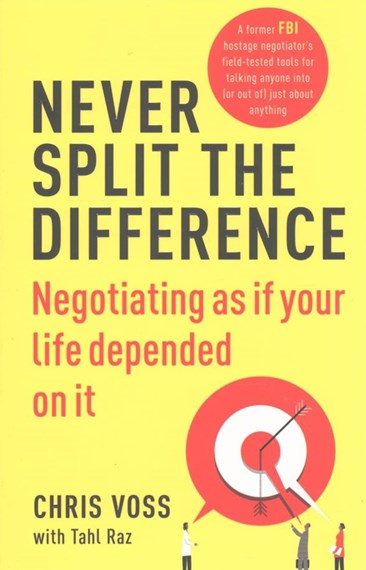 A former FBI
hostage negotiator's
field-tested tools for
talking anyone into
(or out of) just about
anything
NEVER
SPLIT THE
DIFFERENCE
Negotiating as if your
life depended
on it
CHRIS VOSS
with Tahl Raz